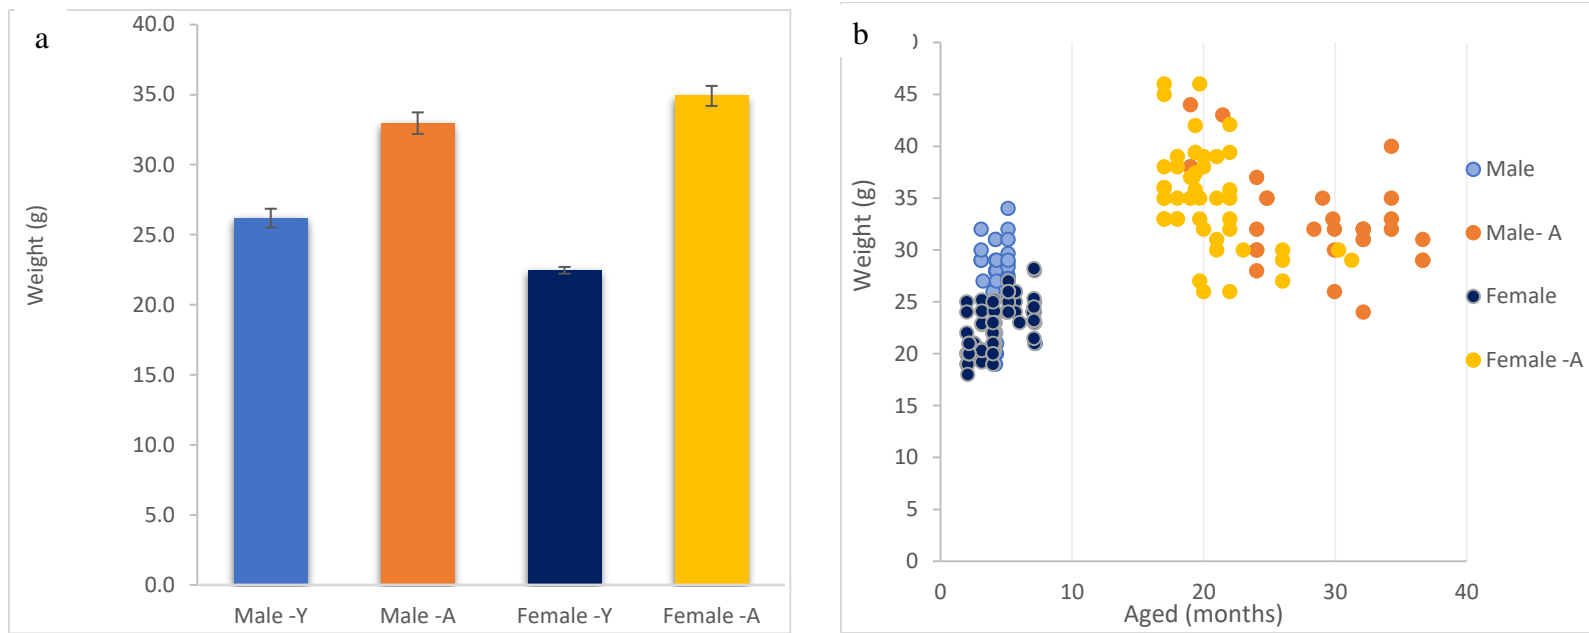 a
40.0
35.0
30.0
25.0
20.0
15.0
10.0
5.0
0.0
Weight (g)
Male -Y
Male -A
Female -Y
Female -A
b
45
40
35
30
25
20
15
10
5
0
Weight (g)
0
10
20
30
40
Aged (months)
Male
Male- A
Female
Female -A